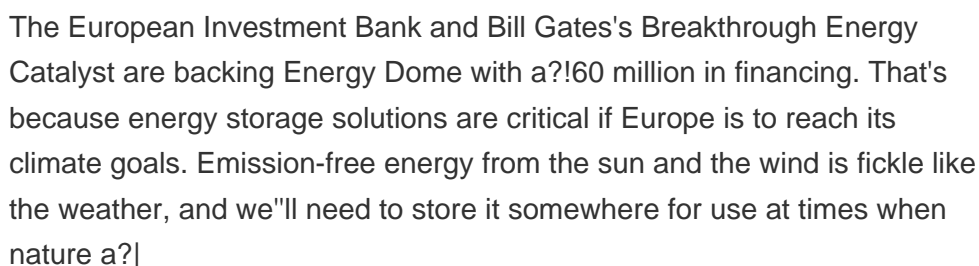 The European Investment Bank and Bill Gates's Breakthrough Energy
Catalyst are backing Energy Dome with a?!60 million in financing. That's
because energy storage solutions are critical if Europe is to reach its
climate goals. Emission-free energy from the sun and the wind is fickle like
the weather, and we"ll need to store it somewhere for use at times when
nature a?|